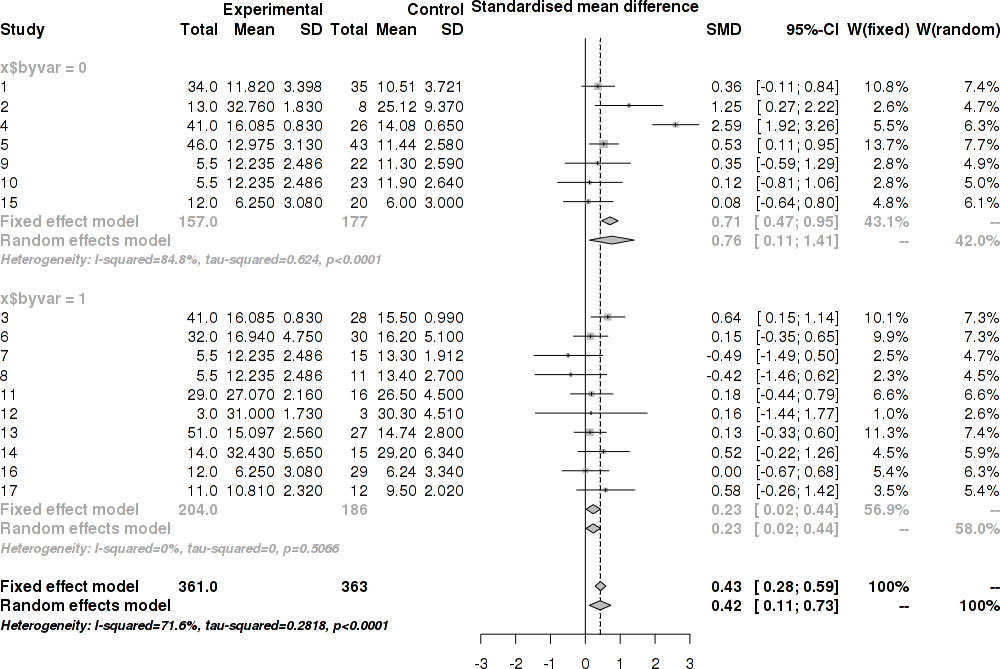 Experimental Control Standardised mean difference
Study Total Mean SD Total Mean SD SMD 95%-CI W(fixed) W(random)
x$byvar = 0
1 34.0 11.820 3.398 35 10.51 3.721 0.36 [-0.11; 0.84] 10.8% 7.4%
2 13.0 32.760 1.830 8 25.12 9.370 1.25 [0.27; 2.22] 2.6% 4.7%
4 41.0 16.085 0.830 26 14.08 0.650 2.59 [ 1.92; 3.26] 5.5% 6.3%
5 46.0 12.975 3.130 43 11.44 2.580 0.53 [0.11; 0.95] 13.7% 7.7%
9 5.5 12.235 2.486 22 11.30 2.590 0.35 [-0.59; 1.29] 2.8% 4.9%
10 5.5 12.235 2.486 23 11.90 2.640 0.12 [-0.81; 1.06] 2.8% 5.0%
15 12.0 6.250 3.080 20 6.00 3.000 0.08 [-0.64; 0.80] 4.8% 6.1%
Fixed effect model 157.0 177 0.71 [ 0.47; 0.95] 43.1% --
Random effects model 0.76 [ 0.11; 1.41] -- 42.0%
Heterogeneity: I-squared=84.8%, tau-squared=0.624, p<0.0001
x$byvar = 1
3 41.0 16.085 0.830 28 15.50 0.990 0.64 [ 0.15; 1.14] 10.1% 7.3%
6 32.0 16.940 4.750 30 16.20 5.100 0.15 [-0.35; 0.65] 9.9% 7.3%
7 5.5 12.235 2.486 15 13.30 1.912 -0.49 [-1.49; 0.50] 2.5% 4.7%
8 5.5 12.235 2.486 11 13.40 2.700 -0.42 [-1.46; 0.62] 2.3% 4.5%
11 29.0 27.070 2.160 16 26.50 4.500 0.18 [-0.44; 0.79] 6.6% 6.6%
12 3.0 31.000 1.730 3 30.30 4.510 0.16 [-1.44; 1.77] 1.0% 2.6%
13 51.0 15.097 2.560 27 14.74 2.800 0.13 [-0.33; 0.60] 11.3% 7.4%
14 14.0 32.430 5.650 15 29.20 6.340 0.52 [-0.22; 1.26] 4.5% 5.9%
16 12.0 6.250 3.080 29 6.24 3.340 0.00 [-0.67; 0.68] 5.4% 6.3%
17 11.0 10.810 2.320 12 9.50 2.020 0.58 [-0.26; 1.42] 3.5% 5.4%
Fixed effect model 204.0 186 0.23 [ 0.02; 0.44] 56.9% --
Random effects model 0.23 [ 0.02; 0.44] -- 58.0%
Heterogeneity: I-squared=0%, tau-squared=0, p=0.5066
Fixed effect model 361.0 363 0.43 [ 0.28; 0.59] 100% --
Random effects model 0.42 [ 0.11; 0.73] -- 100%
Heterogeneity: I-squared=71.6%, tau-squared=0.2818, p<0.0001
-3 -2 -1 0 1 2 3